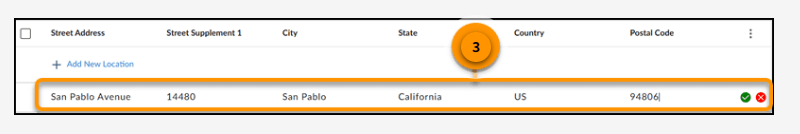 Street Address Street Supplement 1 City State Country Postal Code
3
+ Add New Location
San Pablo Avenue 14480 San Pablo California US 94806